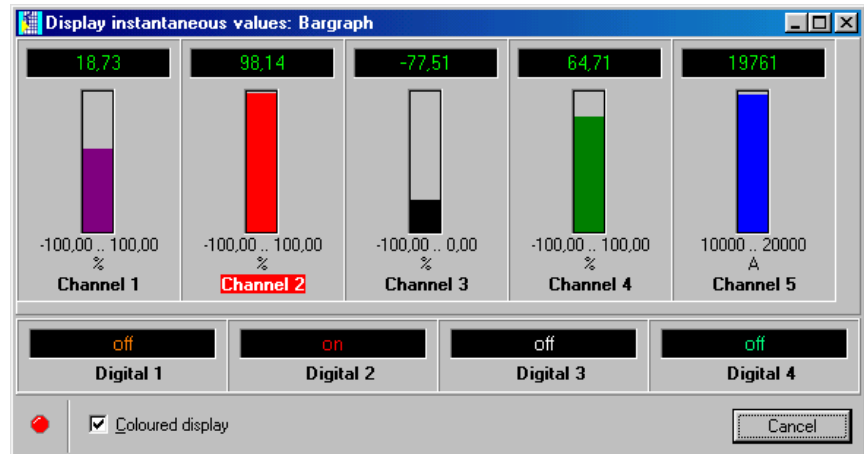 Display instantaneous values: Bargraph
18,73 98,14 -77,51 64,71 19761
-100,00 .. 100,00 -100,00 .. 100,00 -100,00 .. 0,00 -100,00 .. 100,00 10000 .. 20000
% % % % A
Channel 1 Channel 2 Channel 3 Channel 4 Channel 5
off on off off
Digital 1 Digital 2 Digital 3 Digital 4
Coloured display Cancel